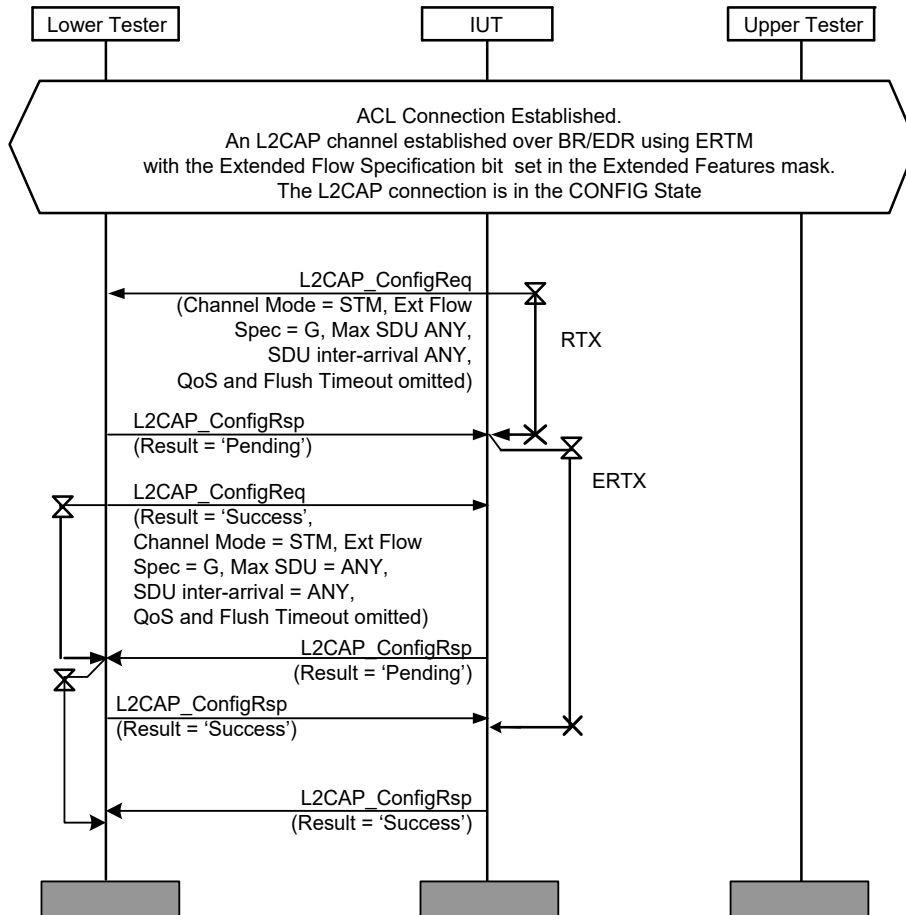 Lower Tester
IUT
Upper Tester
ACL Connection Established.
An L2CAP channel established over BR/EDR using ERTM
with the Extended Flow Specification bit set in the Extended Features mask.
The L2CAP connection is in the CONFIG State
L2CAP_ConfigReq
(Channel Mode = STM, Ext Flow
Spec = G, Max SDU ANY,
SDU inter-arrival ANY,
QoS and Flush Timeout omitted)
RTX
L2CAP_ConfigRsp
(Result = ‘Pending’)
ERTX
L2CAP_ConfigReq
(Result = ‘Success’,
Channel Mode = STM, Ext Flow
Spec = G, Max SDU = ANY,
SDU inter-arrival = ANY,
QoS and Flush Timeout omitted)
L2CAP_ConfigRsp
(Result = ‘Pending’)
L2CAP_ConfigRsp
(Result = ‘Success’)
L2CAP_ConfigRsp
(Result = ‘Success’)